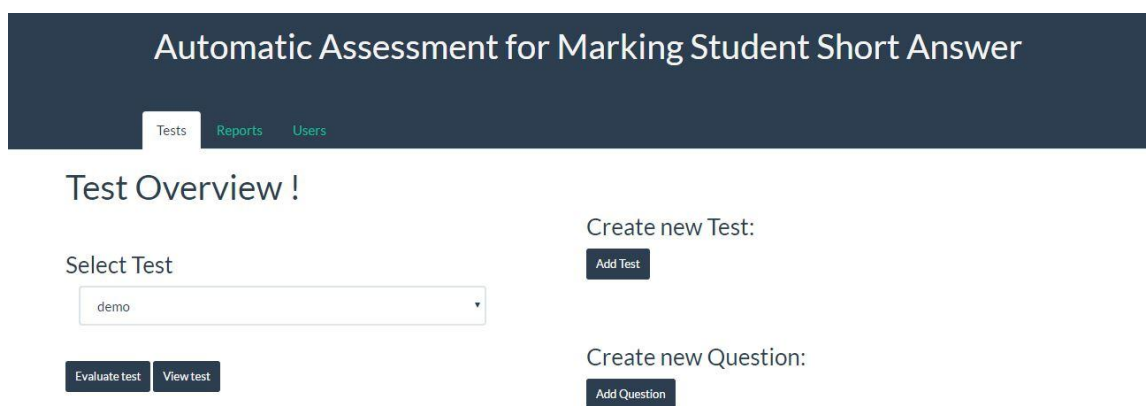 Automatic Assessment for Marking Student Short Answer
Tests Reports Users
Test Overview !
Select Test
demo
Evaluate test View test
Create new Test:
Add Test
Create new Question:
Add Question